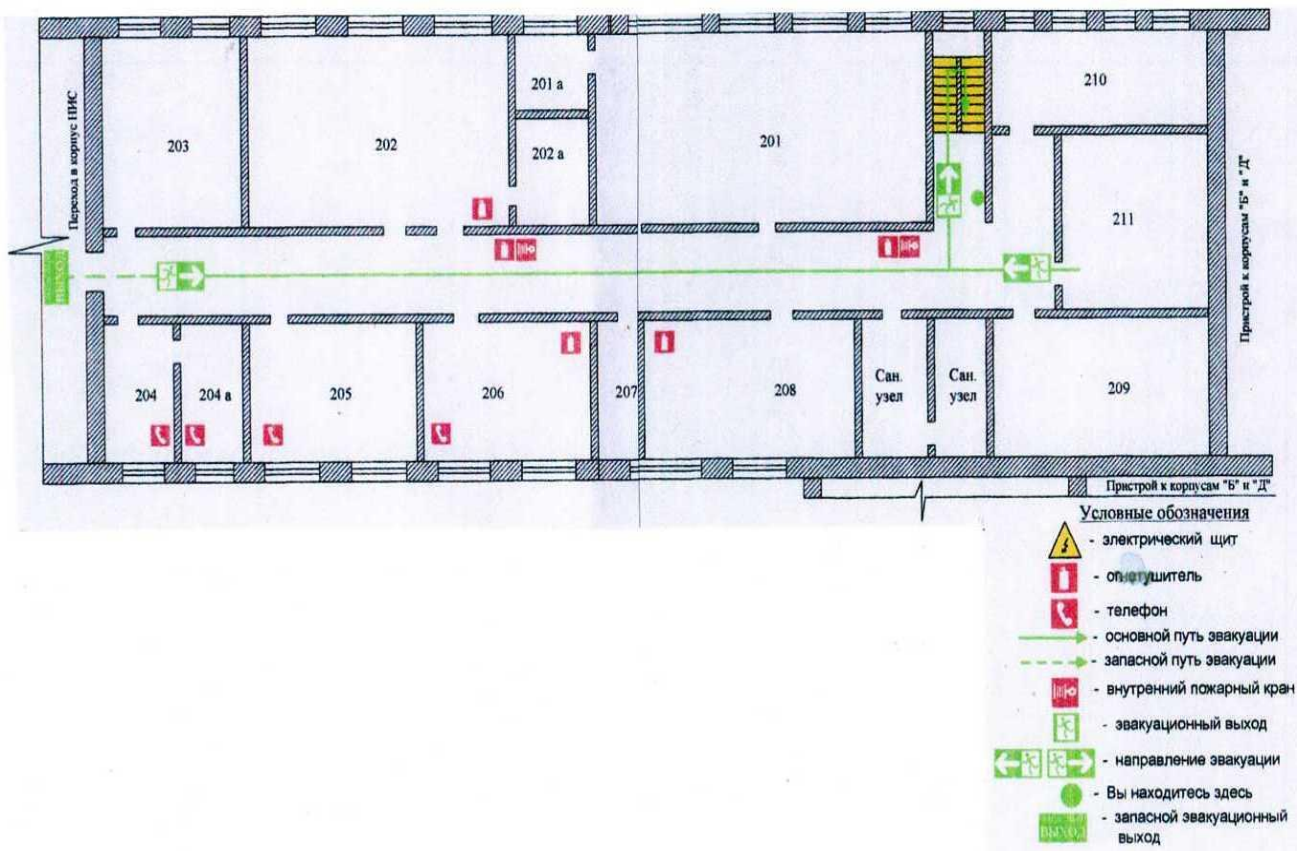 Переход в корпус НИС
203
202
201 а
202 а
201
210
211
Пристрой к корпусам "Б" и "Д"
204
204 а
205
206
207
208
Сан.
узел
Сан.
узел
209
Пристрой к корпусам "Б" и "Д"
ВЫХОД
Условные обозначения
- электрический щит
- огнетушитель
- телефон
- основной путь эвакуации
- запасной путь эвакуации
- внутренний пожарный кран
- эвакуационный выход
- направление эвакуации
- Вы находитесь здесь
ВЫХОД
- запасной эвакуационный
выход